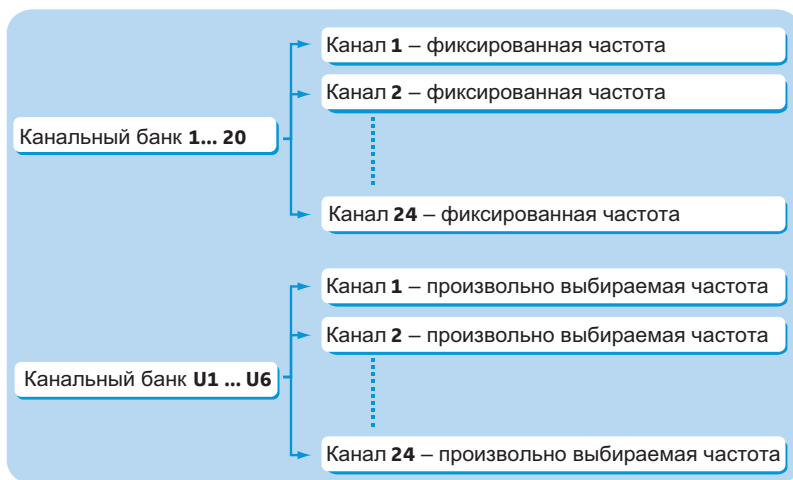 Канал 1 – фиксированная частота
Канал 2 – фиксированная частота
Канальный банк 1... 20
Канал 24 – фиксированная частота
Канал 1 – произвольно выбираемая частота
Канал 2 – произвольно выбираемая частота
Канальный банк U1 ... U6
Канал 24 – произвольно выбираемая частота